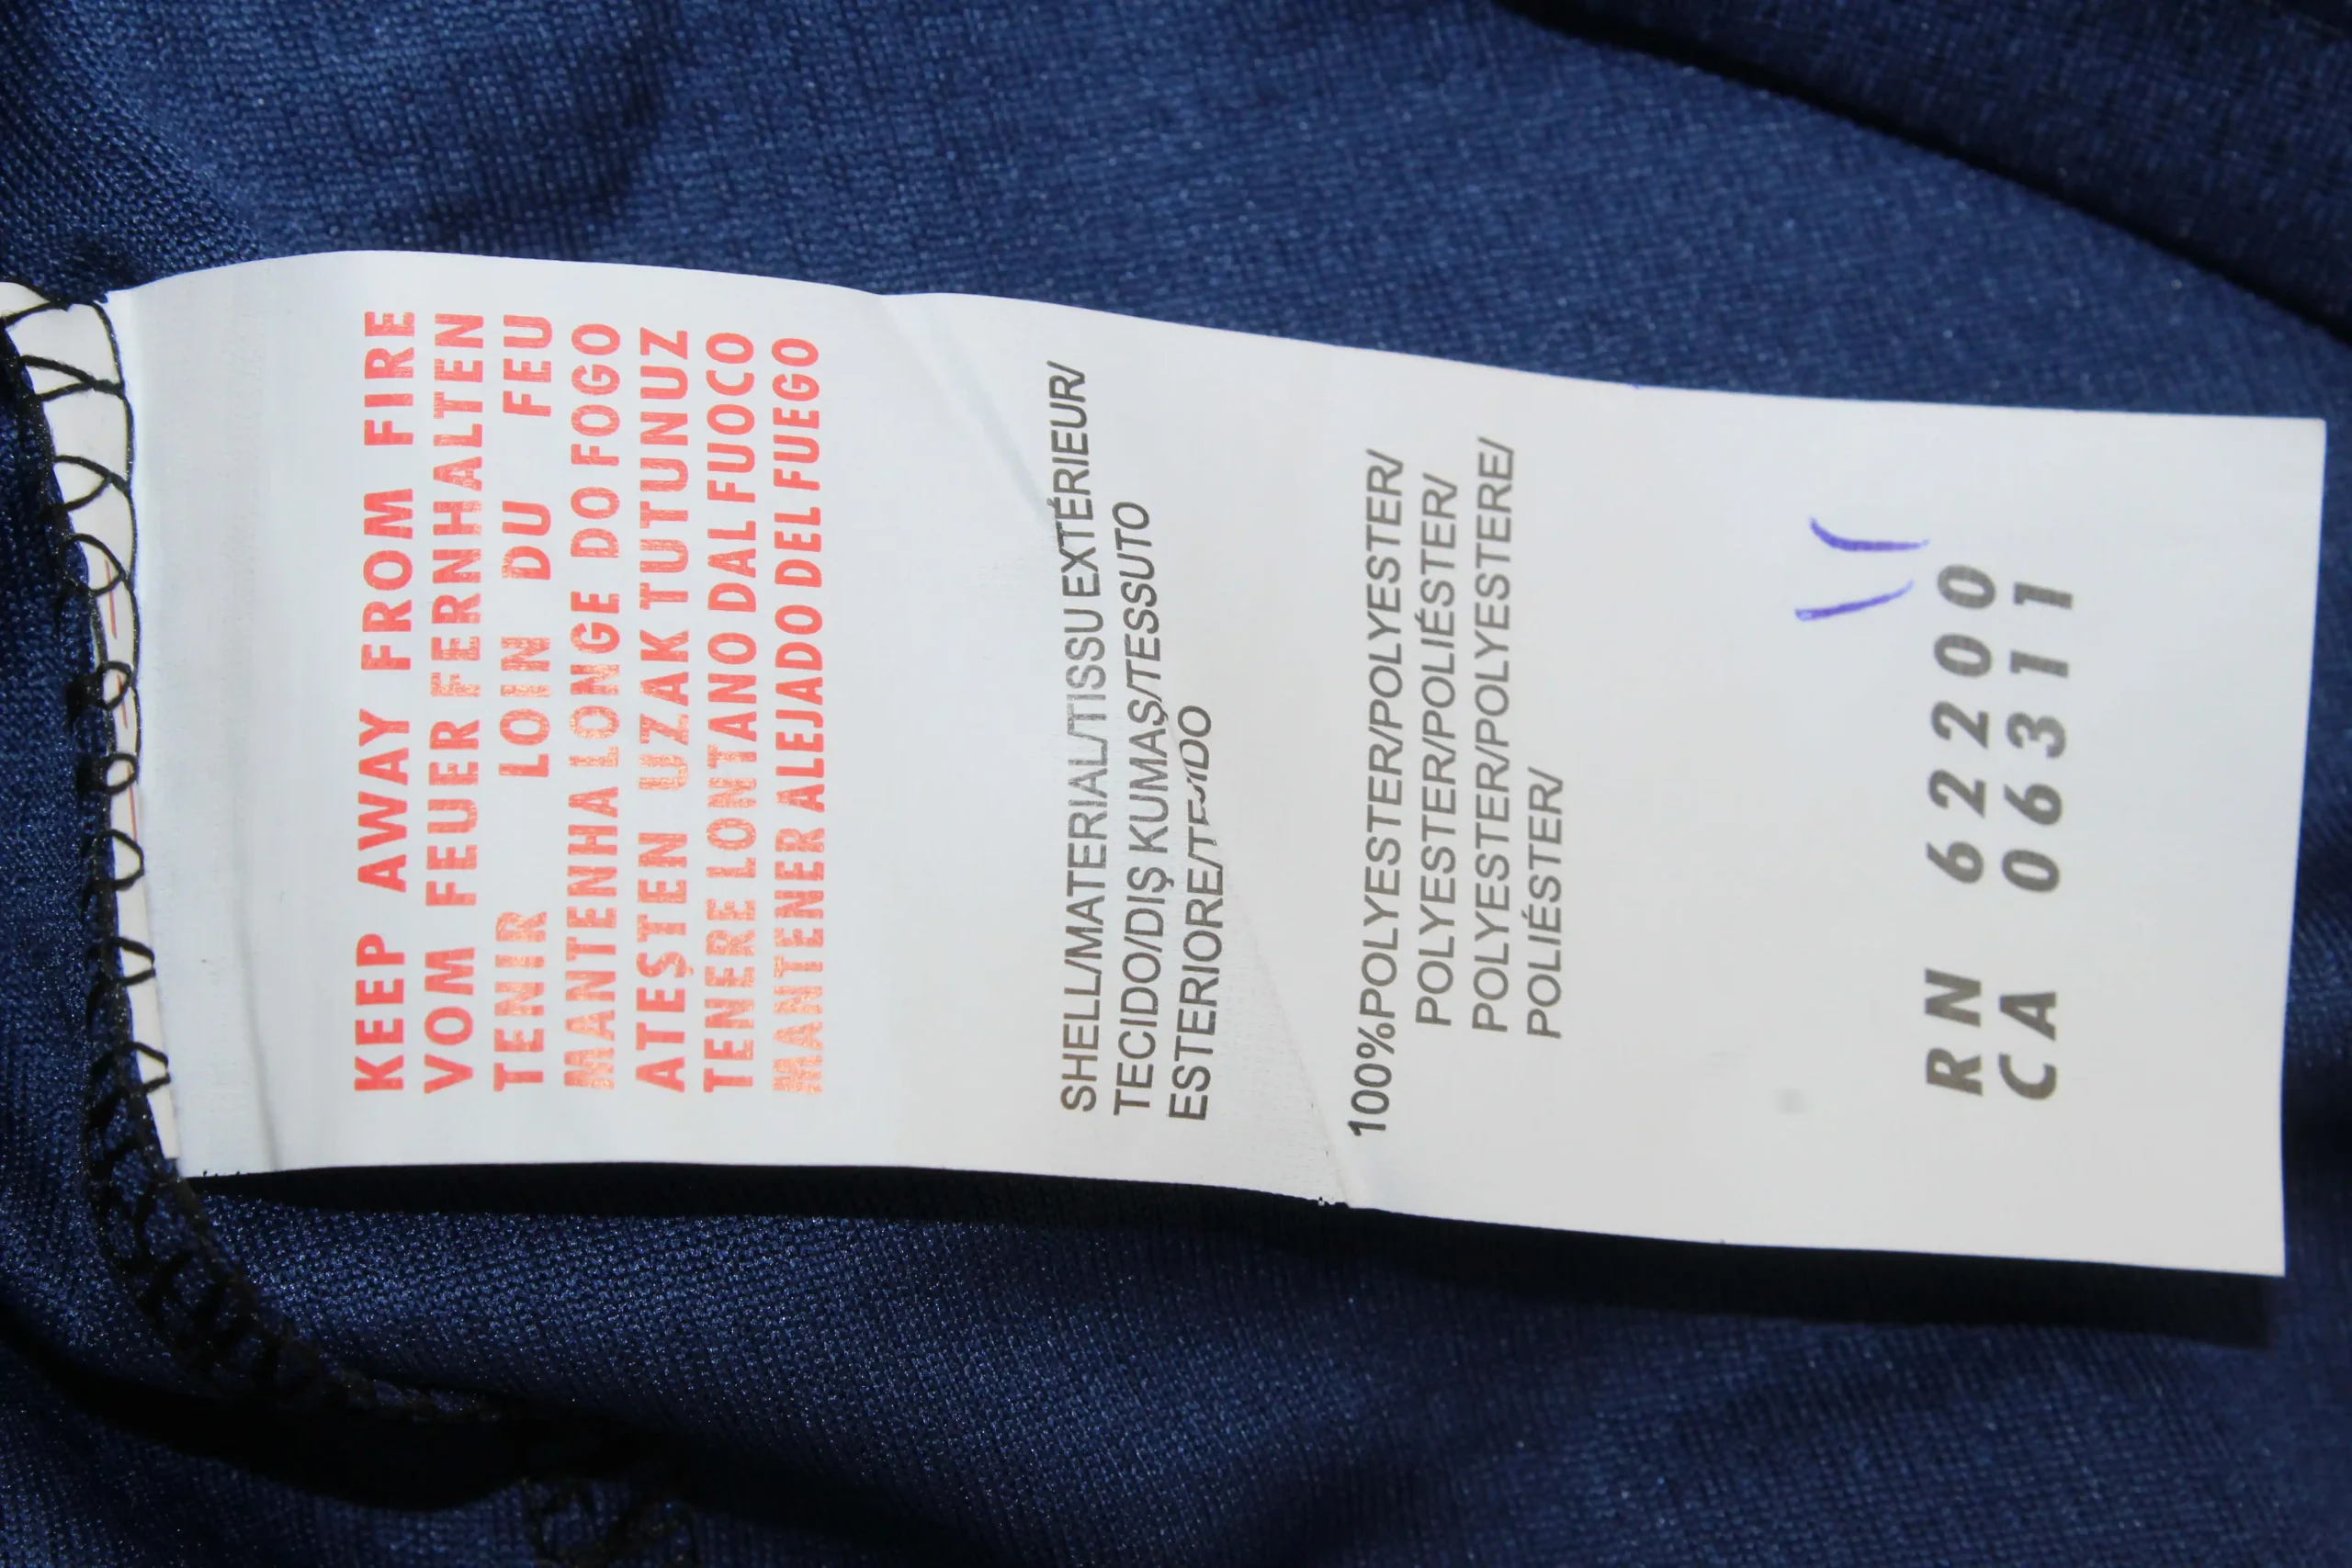 KEEP AWAY FROM FIRE
VOM FEUER FERNHALTEN
TENIR LOIN DU FEU
MANTENHA LONGE DO FOGO
ATEŞTEN UZAK TUTUNUZ
TENERE LONTANO DAL FUOCO
MANTENER ALEJADO DEL FUEGO
SHELL/MATERIAL/TISSU EXTÉRIEUR/
TECIDO/DIŞ KUMAŞ/TESSUTO
ESTERIORE/TEJIDO
100%POLYESTER/POLYESTER/
POLYESTER/POLIÉSTER/
POLYESTER/POLYESTERE/
POLIÉSTER/
RN 62200
CA 06311